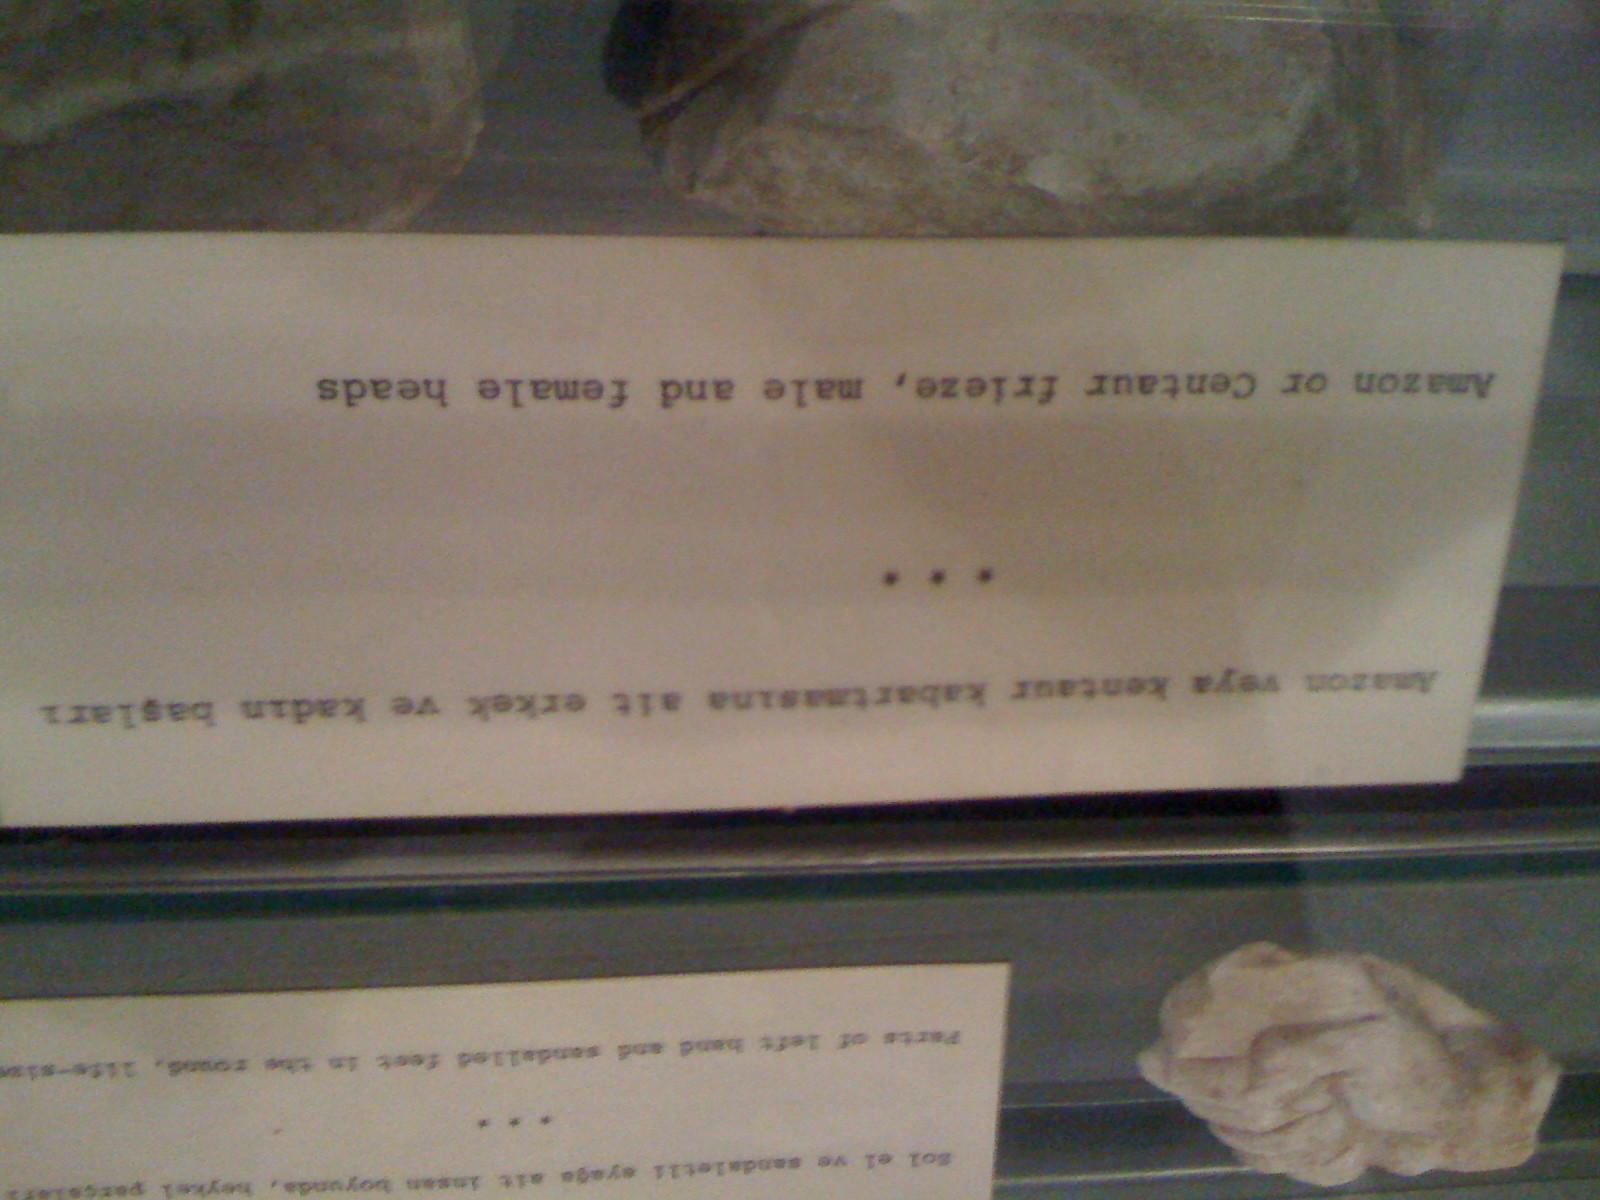 Sol el ve sandaletli ayağa ait insan boyunda, heykel parçaları
* * *
Parts of left hand and sandalled feet in the round, life-size
Amazon veya kentaur kabartmasına ait erkek ve kadın başları
* * *
Amazon or Centaur frieze, male and female heads